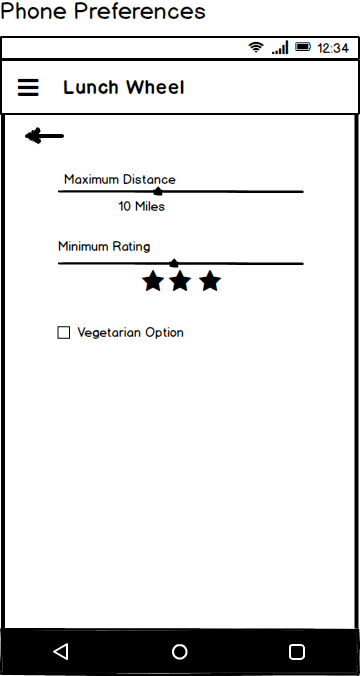 Phone Preferences
12:34
Lunch Wheel
Maximum Distance
10 Miles
Minimum Rating
Vegetarian Option